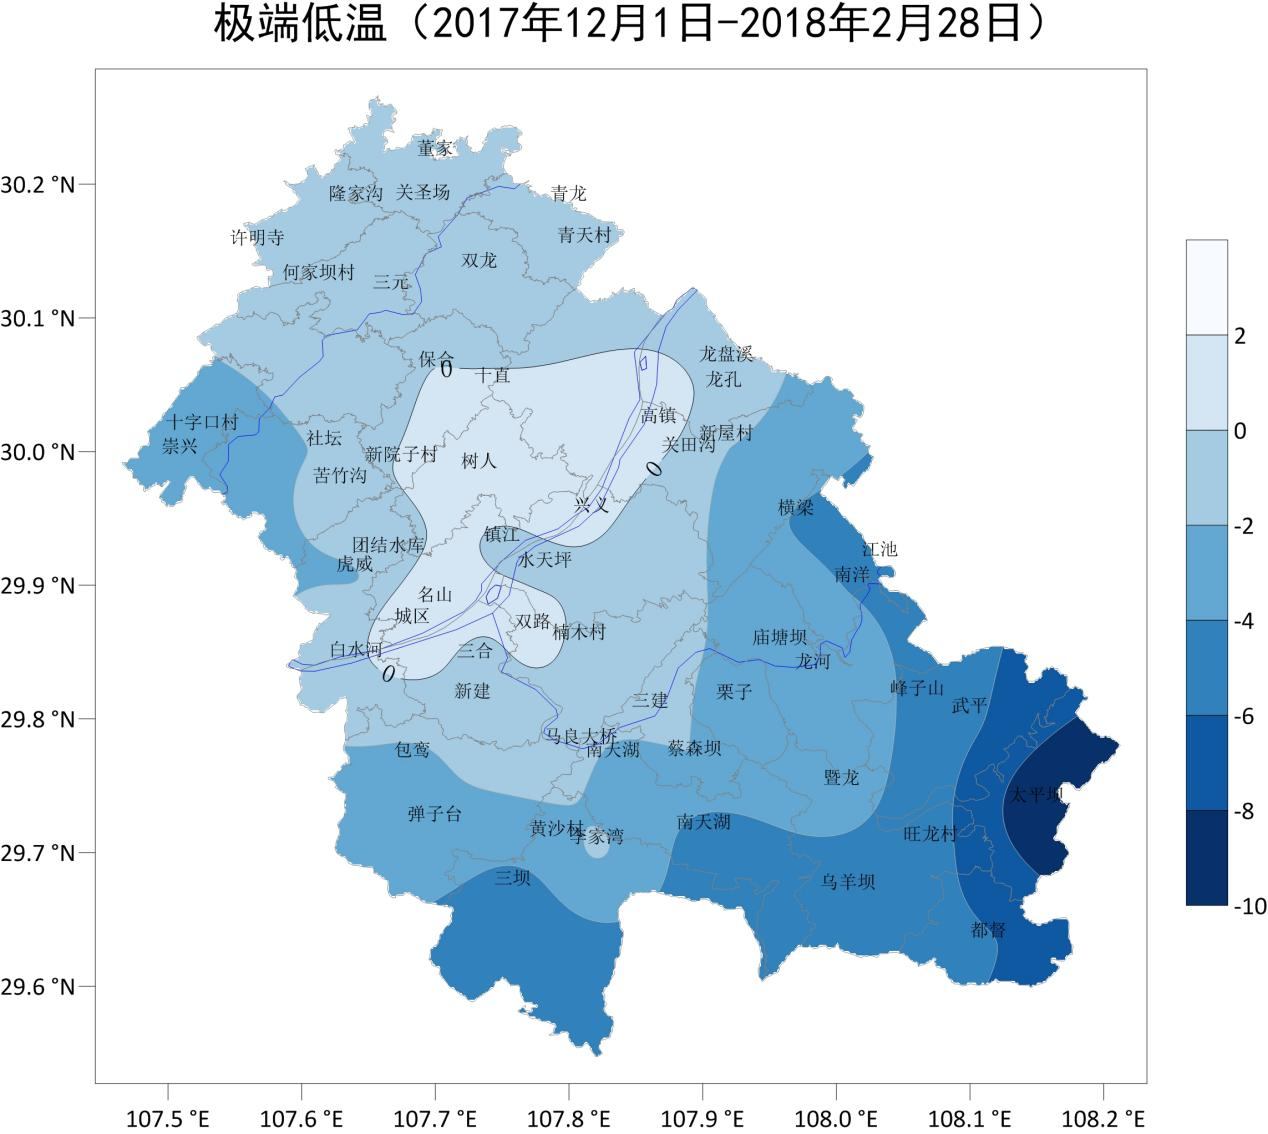 极端低温（2017年12月1日-2018年2月28日）
董家
30.2 °N
隆家沟 关圣场 青龙
许明寺 青天村
双龙
何家坝村 三元
2
30.1 °N
保合 龙盘溪
0 十直 龙孔
高镇
十字口村 0
社坛 新屋村
崇兴 关田沟
30.0 °N
新院子村 树人
0
苦竹沟
兴义 横梁
-2
镇江
团结水库 江池
虎威 水天坪
南洋
29.9 °N
名山
城区 双路
-4
楠木村 庙塘坝
白水河 三合 龙河
0
新建 栗子 峰子山
三建 武平
29.8 °N
-6
马良大桥
包鸾 南天湖 蔡森坝
暨龙
太平坝
弹子台 -8
黄沙村 南天湖
李家湾 旺龙村
29.7 °N
三坝 乌羊坝
-10
都督
29.6 °N
107.5 °E 107.6 °E 107.7 °E 107.8 °E 107.9 °E 108.0 °E 108.1 °E 108.2 °E